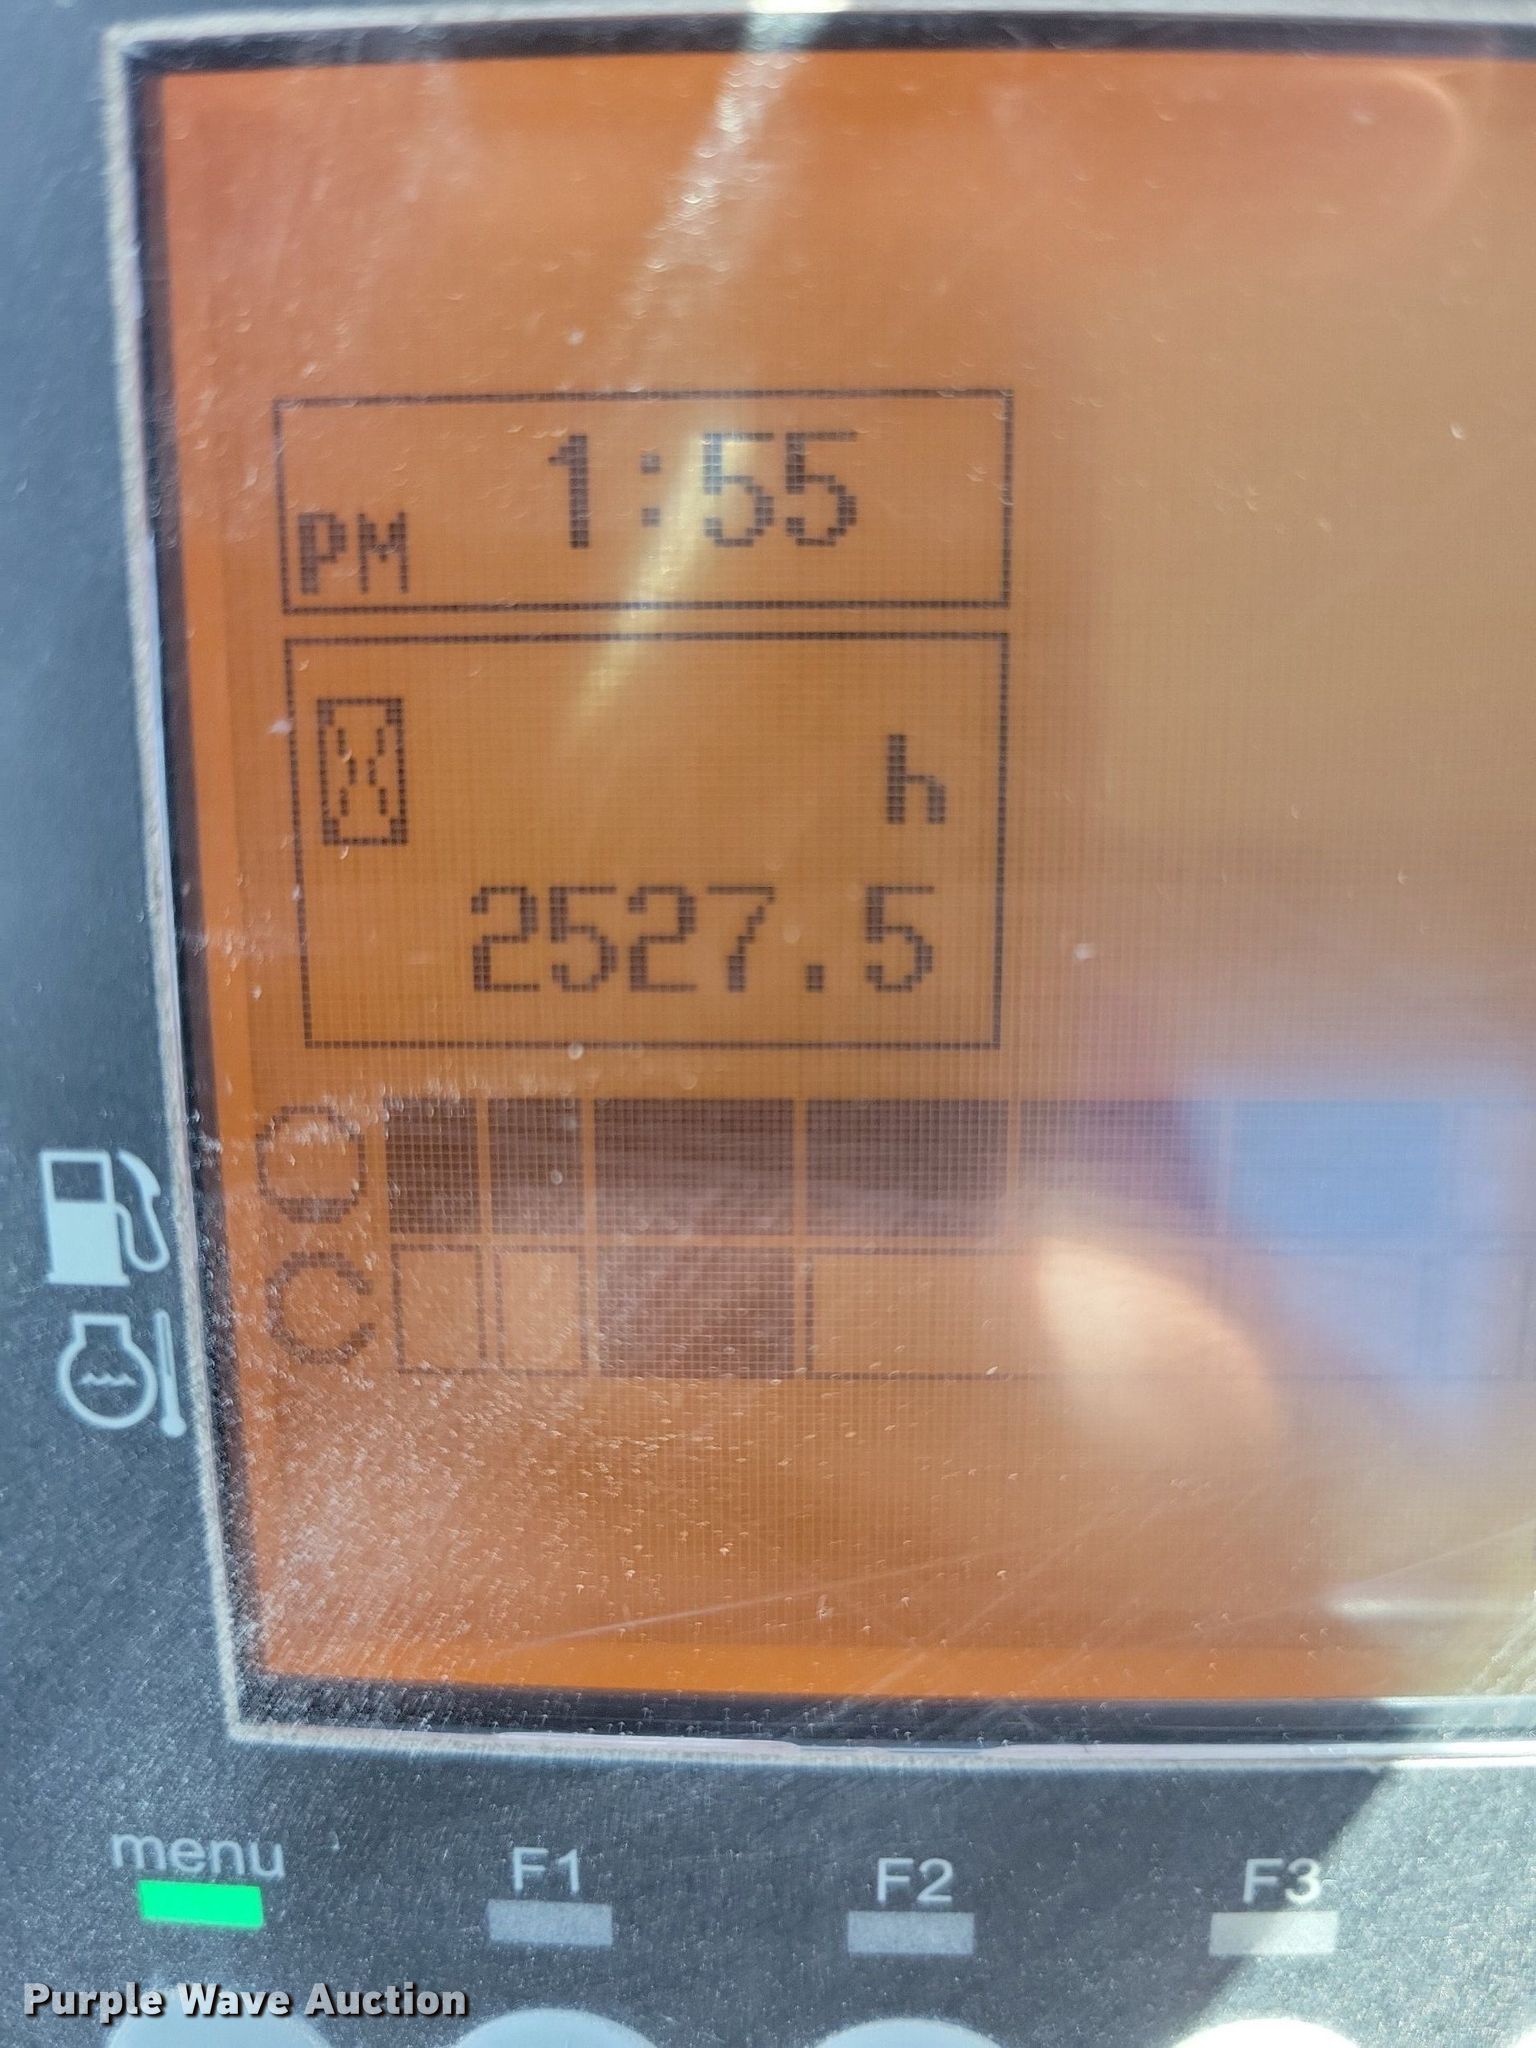 1:55
PM
h
2527.5
menu F1 F2 F3
Purple Wave Auction